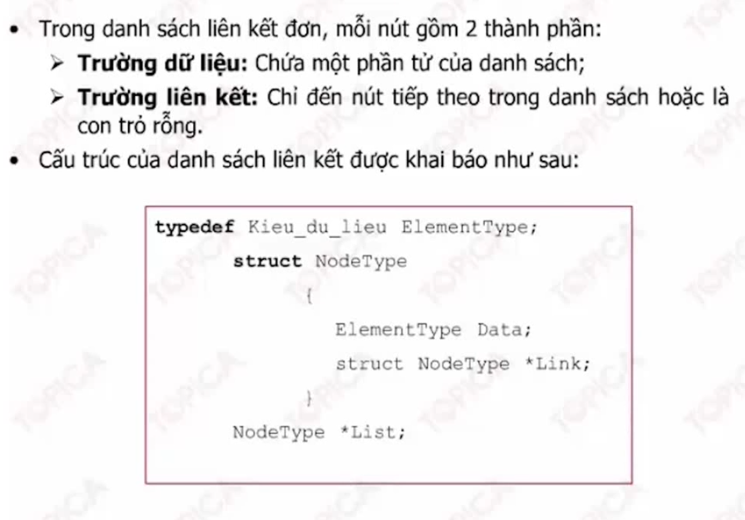 • Trong danh sách liên kết đơn, mỗi nút gồm 2 thành phần:
➢ Trường dữ liệu: Chứa một phần tử của danh sách;
➢ Trường liên kết: Chỉ đến nút tiếp theo trong danh sách hoặc là
con trỏ rỗng.
• Cấu trúc của danh sách liên kết được khai báo như sau:
typedef Kieu_du_lieu ElementType;
struct NodeType
{
ElementType Data;
struct NodeType *Link;
}
NodeType *List;
TOPICA